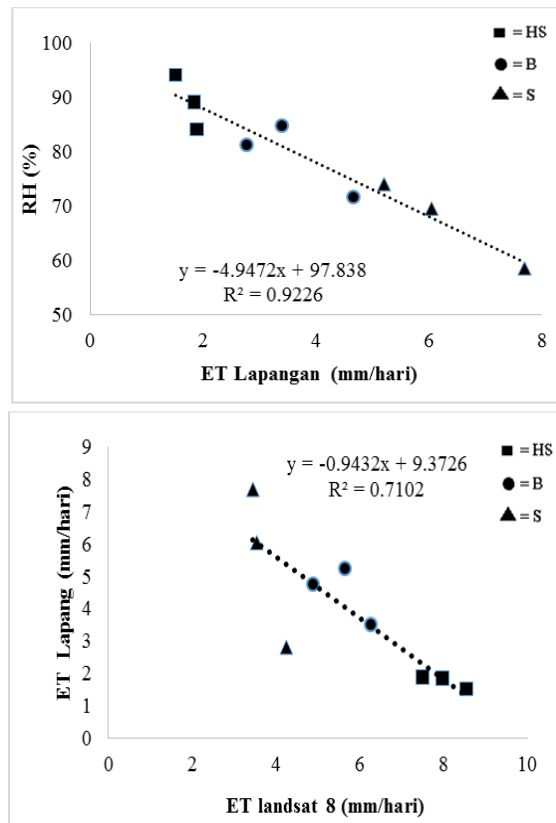 ■ = HS
● = B
▲ = S
100
90
80
70
60
50
RH (%)
y = -4.9472x + 97.838
R² = 0.9226
0 2 4 6 8
ET Lapangan (mm/hari)
■ = HS
● = B
▲ = S
y = -0.9432x + 9.3726
R² = 0.7102
9
8
7
6
5
4
3
2
1
0
ET Lapang (mm/hari)
0 2 4 6 8 10
ET landsat 8 (mm/hari)